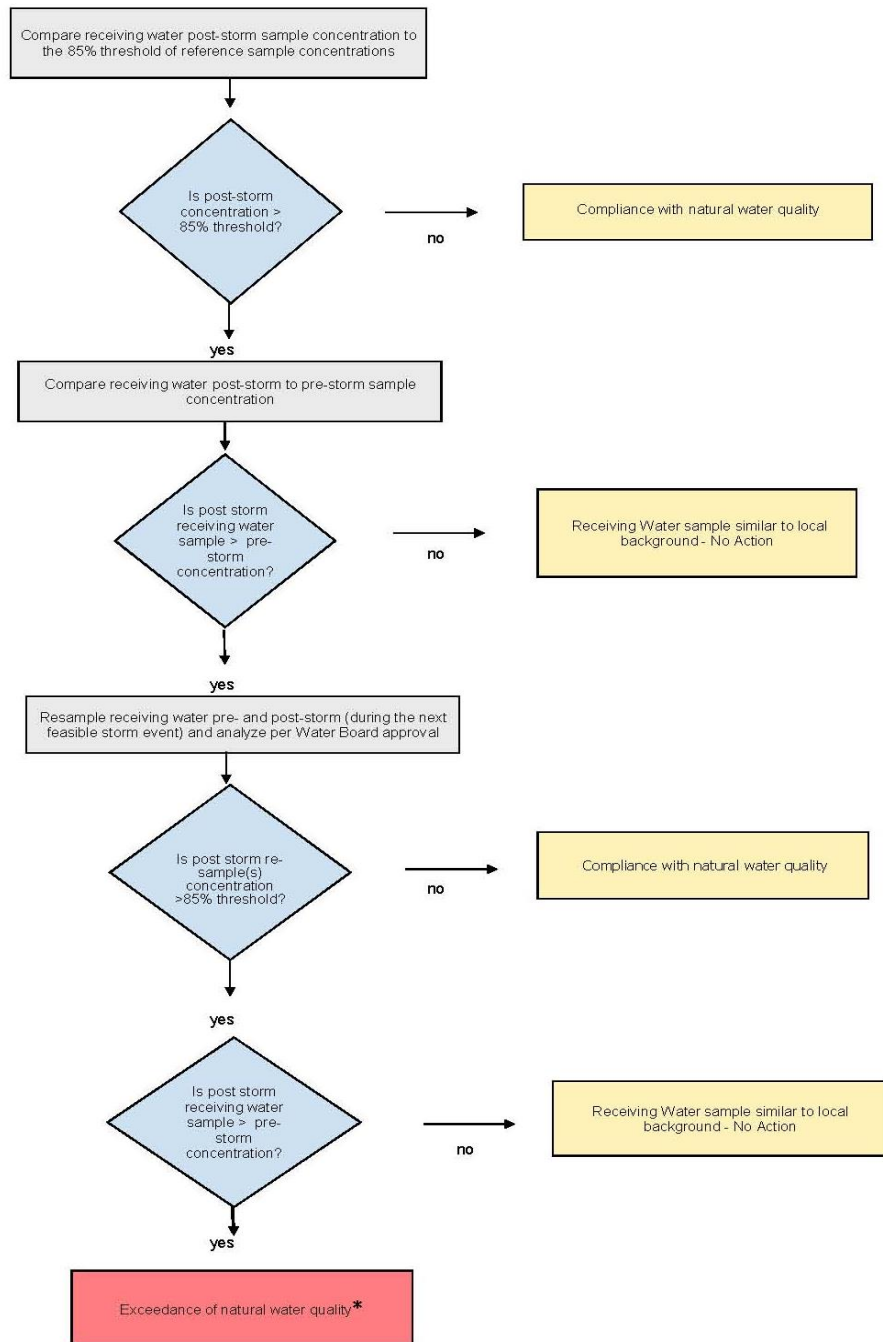 Compare receiving water post-storm sample concentration to
the 85% threshold of reference sample concentrations
Is post-storm
concentration >
85% threshold?
no
Compliance with natural water quality
yes
Compare receiving water post-storm to pre-storm sample
concentration
Is post storm
receiving water
sample > pre-
storm
concentration?
no
Receiving Water sample similar to local
background - No Action
yes
Resample receiving water pre- and post-storm (during the next
feasible storm event) and analyze per Water Board approval
Is post storm re-
sample(s)
concentration
>85% threshold?
no
Compliance with natural water quality
yes
Is post storm
receiving water
sample > pre-
storm
concentration?
no
Receiving Water sample similar to local
background - No Action
yes
Exceedance of natural water quality*